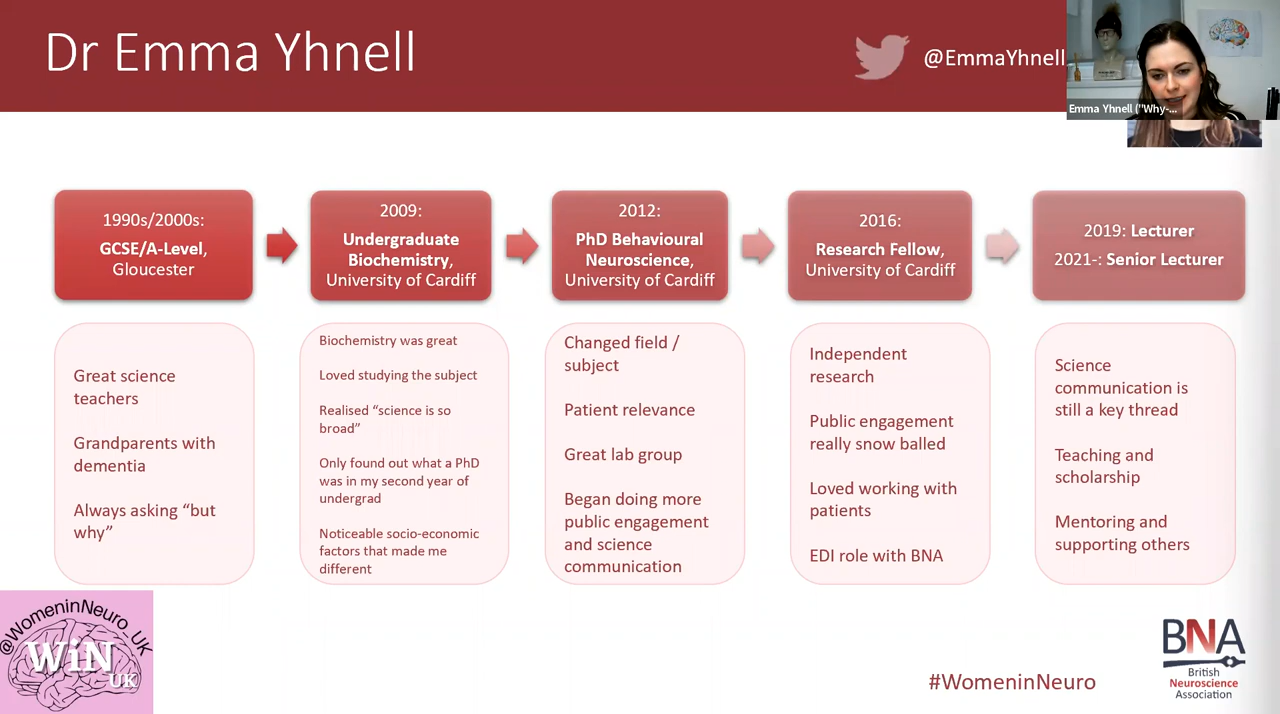 Dr Emma Yhnell
@EmmaYhnell
Emma Yhnell ("Why-...
1990s/2000s:
GCSE/A-Level,
Gloucester
2009:
Undergraduate
Biochemistry,
University of Cardiff
2012:
PhD Behavioural
Neuroscience,
University of Cardiff
2016:
Research Fellow,
University of Cardiff
2019: Lecturer
2021-: Senior Lecturer
Great science
teachers
Grandparents with
dementia
Always asking “but
why”
Biochemistry was great
Loved studying the subject
Realised “science is so
broad”
Only found out what a PhD
was in my second year of
undergrad
Noticeable socio-economic
factors that made me
different
Changed field /
subject
Patient relevance
Great lab group
Began doing more
public engagement
and science
communication
Independent
research
Public engagement
really snow balled
Loved working with
patients
EDI role with BNA
Science
communication is
still a key thread
Teaching and
scholarship
Mentoring and
supporting others
@WomeninNeuro_UK
WiN
UK
#WomeninNeuro
BNA
British
Neuroscience
Association